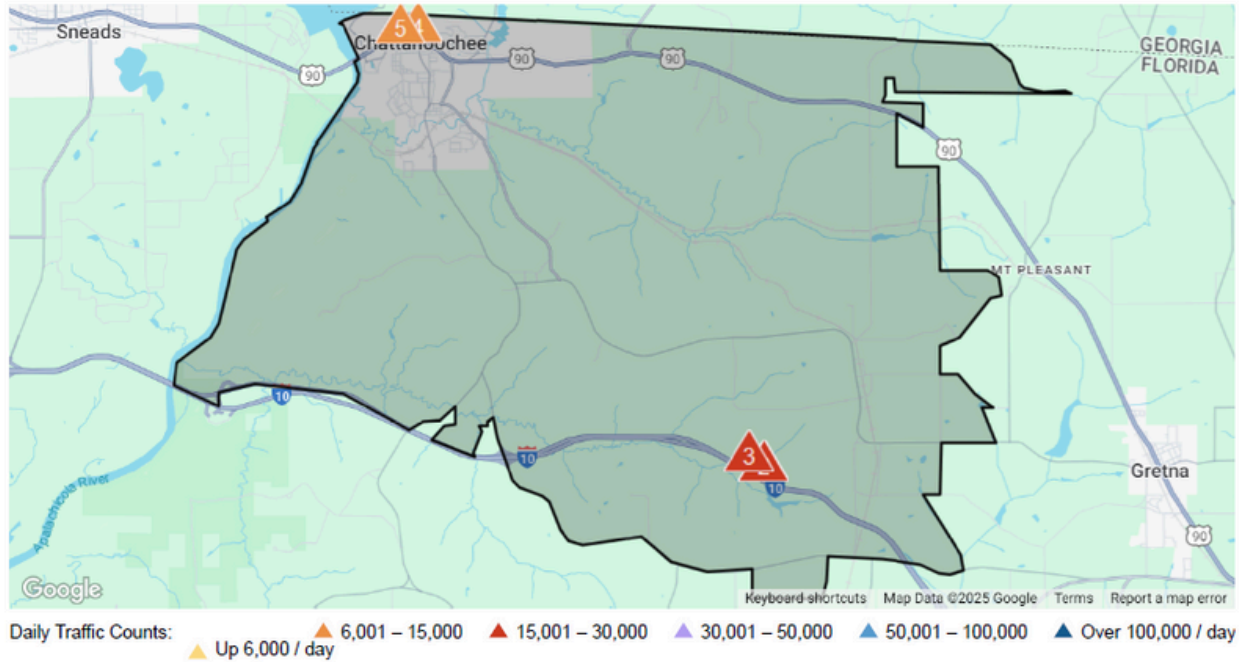 Sneads
5 4
Chattahoochee
GEORGIA
FLORIDA
90
90
90
90
MT PLEASANT
10
3
10
2
10
Gretna
90
Apalachicola River
Google
Keyboard shortcuts Map Data ©2025 Google Terms Report a map error
Daily Traffic Counts:
6,001 – 15,000 15,001 – 30,000 30,001 – 50,000 50,001 – 100,000 Over 100,000 / day
Up 6,000 / day